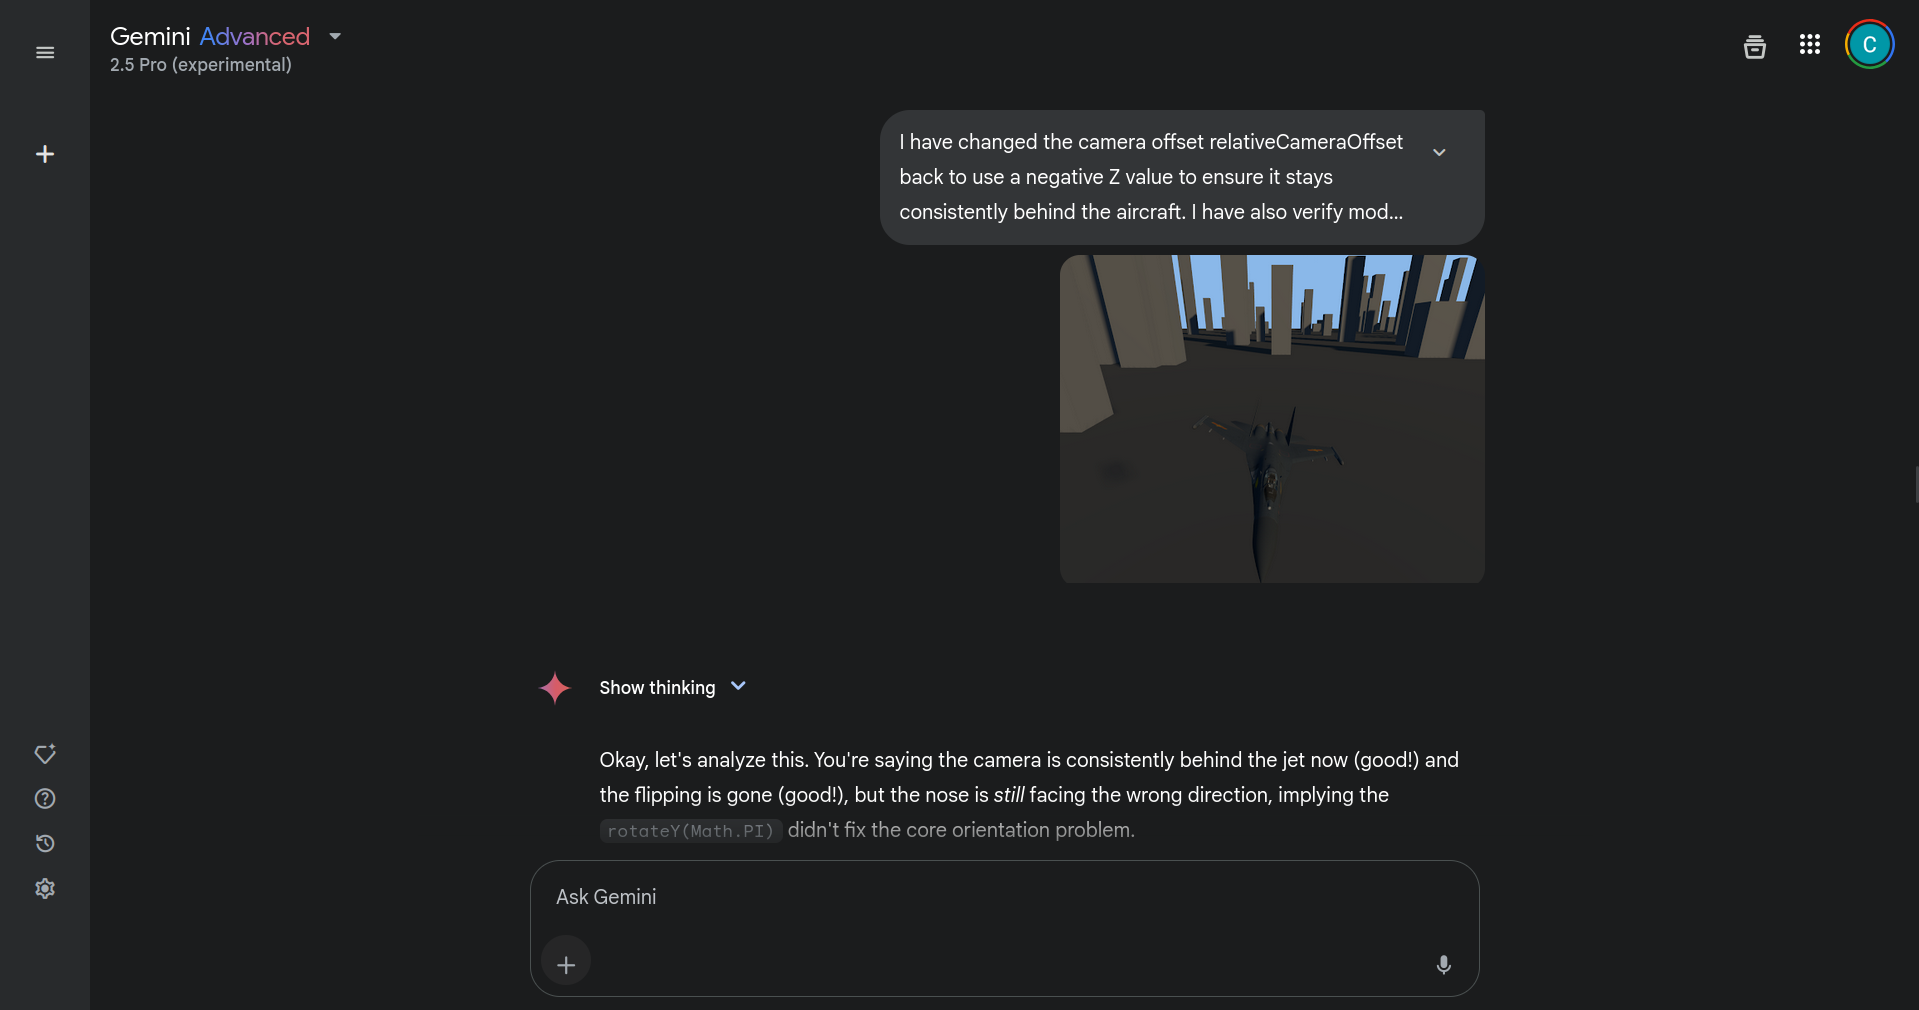 Gemini Advanced
2.5 Pro (experimental)
C
I have changed the camera offset relativeCameraOffset
back to use a negative Z value to ensure it stays
consistently behind the aircraft. I have also verify mod...
Show thinking
Okay, let's analyze this. You're saying the camera is consistently behind the jet now (good!) and
the flipping is gone (good!), but the nose is still facing the wrong direction, implying the
rotateY(Math.PI) didn't fix the core orientation problem.
Ask Gemini